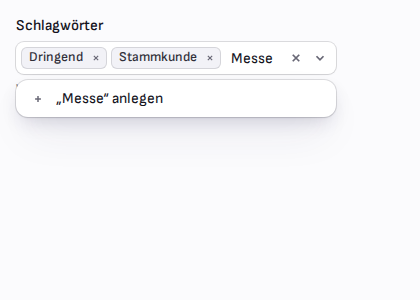 Schlagwörter
Dringend × Stammkunde × Messe × 
+ „Messe“ anlegen